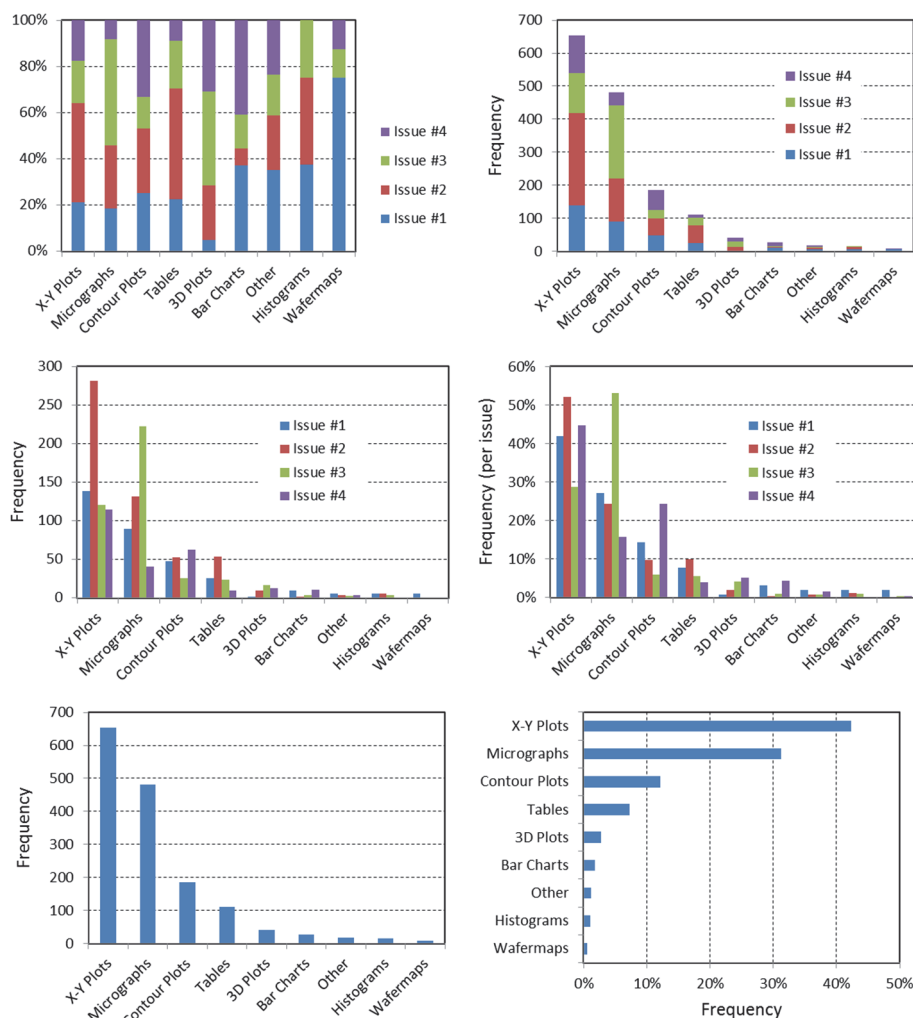 100%
80%
60%
40%
20%
0%
X-Y Plots
Micrographs
Contour Plots
Tables
3D Plots
Bar Charts
Other
Histograms
Wafermaps
Issue #4
Issue #3
Issue #2
Issue #1
Frequency
700
600
500
400
300
200
100
0
X-Y Plots
Micrographs
Contour Plots
Tables
3D Plots
Bar Charts
Other
Histograms
Wafermaps
Issue #4
Issue #3
Issue #2
Issue #1
Frequency
300
250
200
150
100
50
0
X-Y Plots
Micrographs
Contour Plots
Tables
3D Plots
Bar Charts
Other
Histograms
Wafermaps
Issue #1
Issue #2
Issue #3
Issue #4
Frequency (per issue)
60%
50%
40%
30%
20%
10%
0%
X-Y Plots
Micrographs
Contour Plots
Tables
3D Plots
Bar Charts
Other
Histograms
Wafermaps
Issue #1
Issue #2
Issue #3
Issue #4
Frequency
700
600
500
400
300
200
100
0
X-Y Plots
Micrographs
Contour Plots
Tables
3D Plots
Bar Charts
Other
Histograms
Wafermaps
X-Y Plots
Micrographs
Contour Plots
Tables
3D Plots
Bar Charts
Other
Histograms
Wafermaps
0% 10% 20% 30% 40% 50%
Frequency